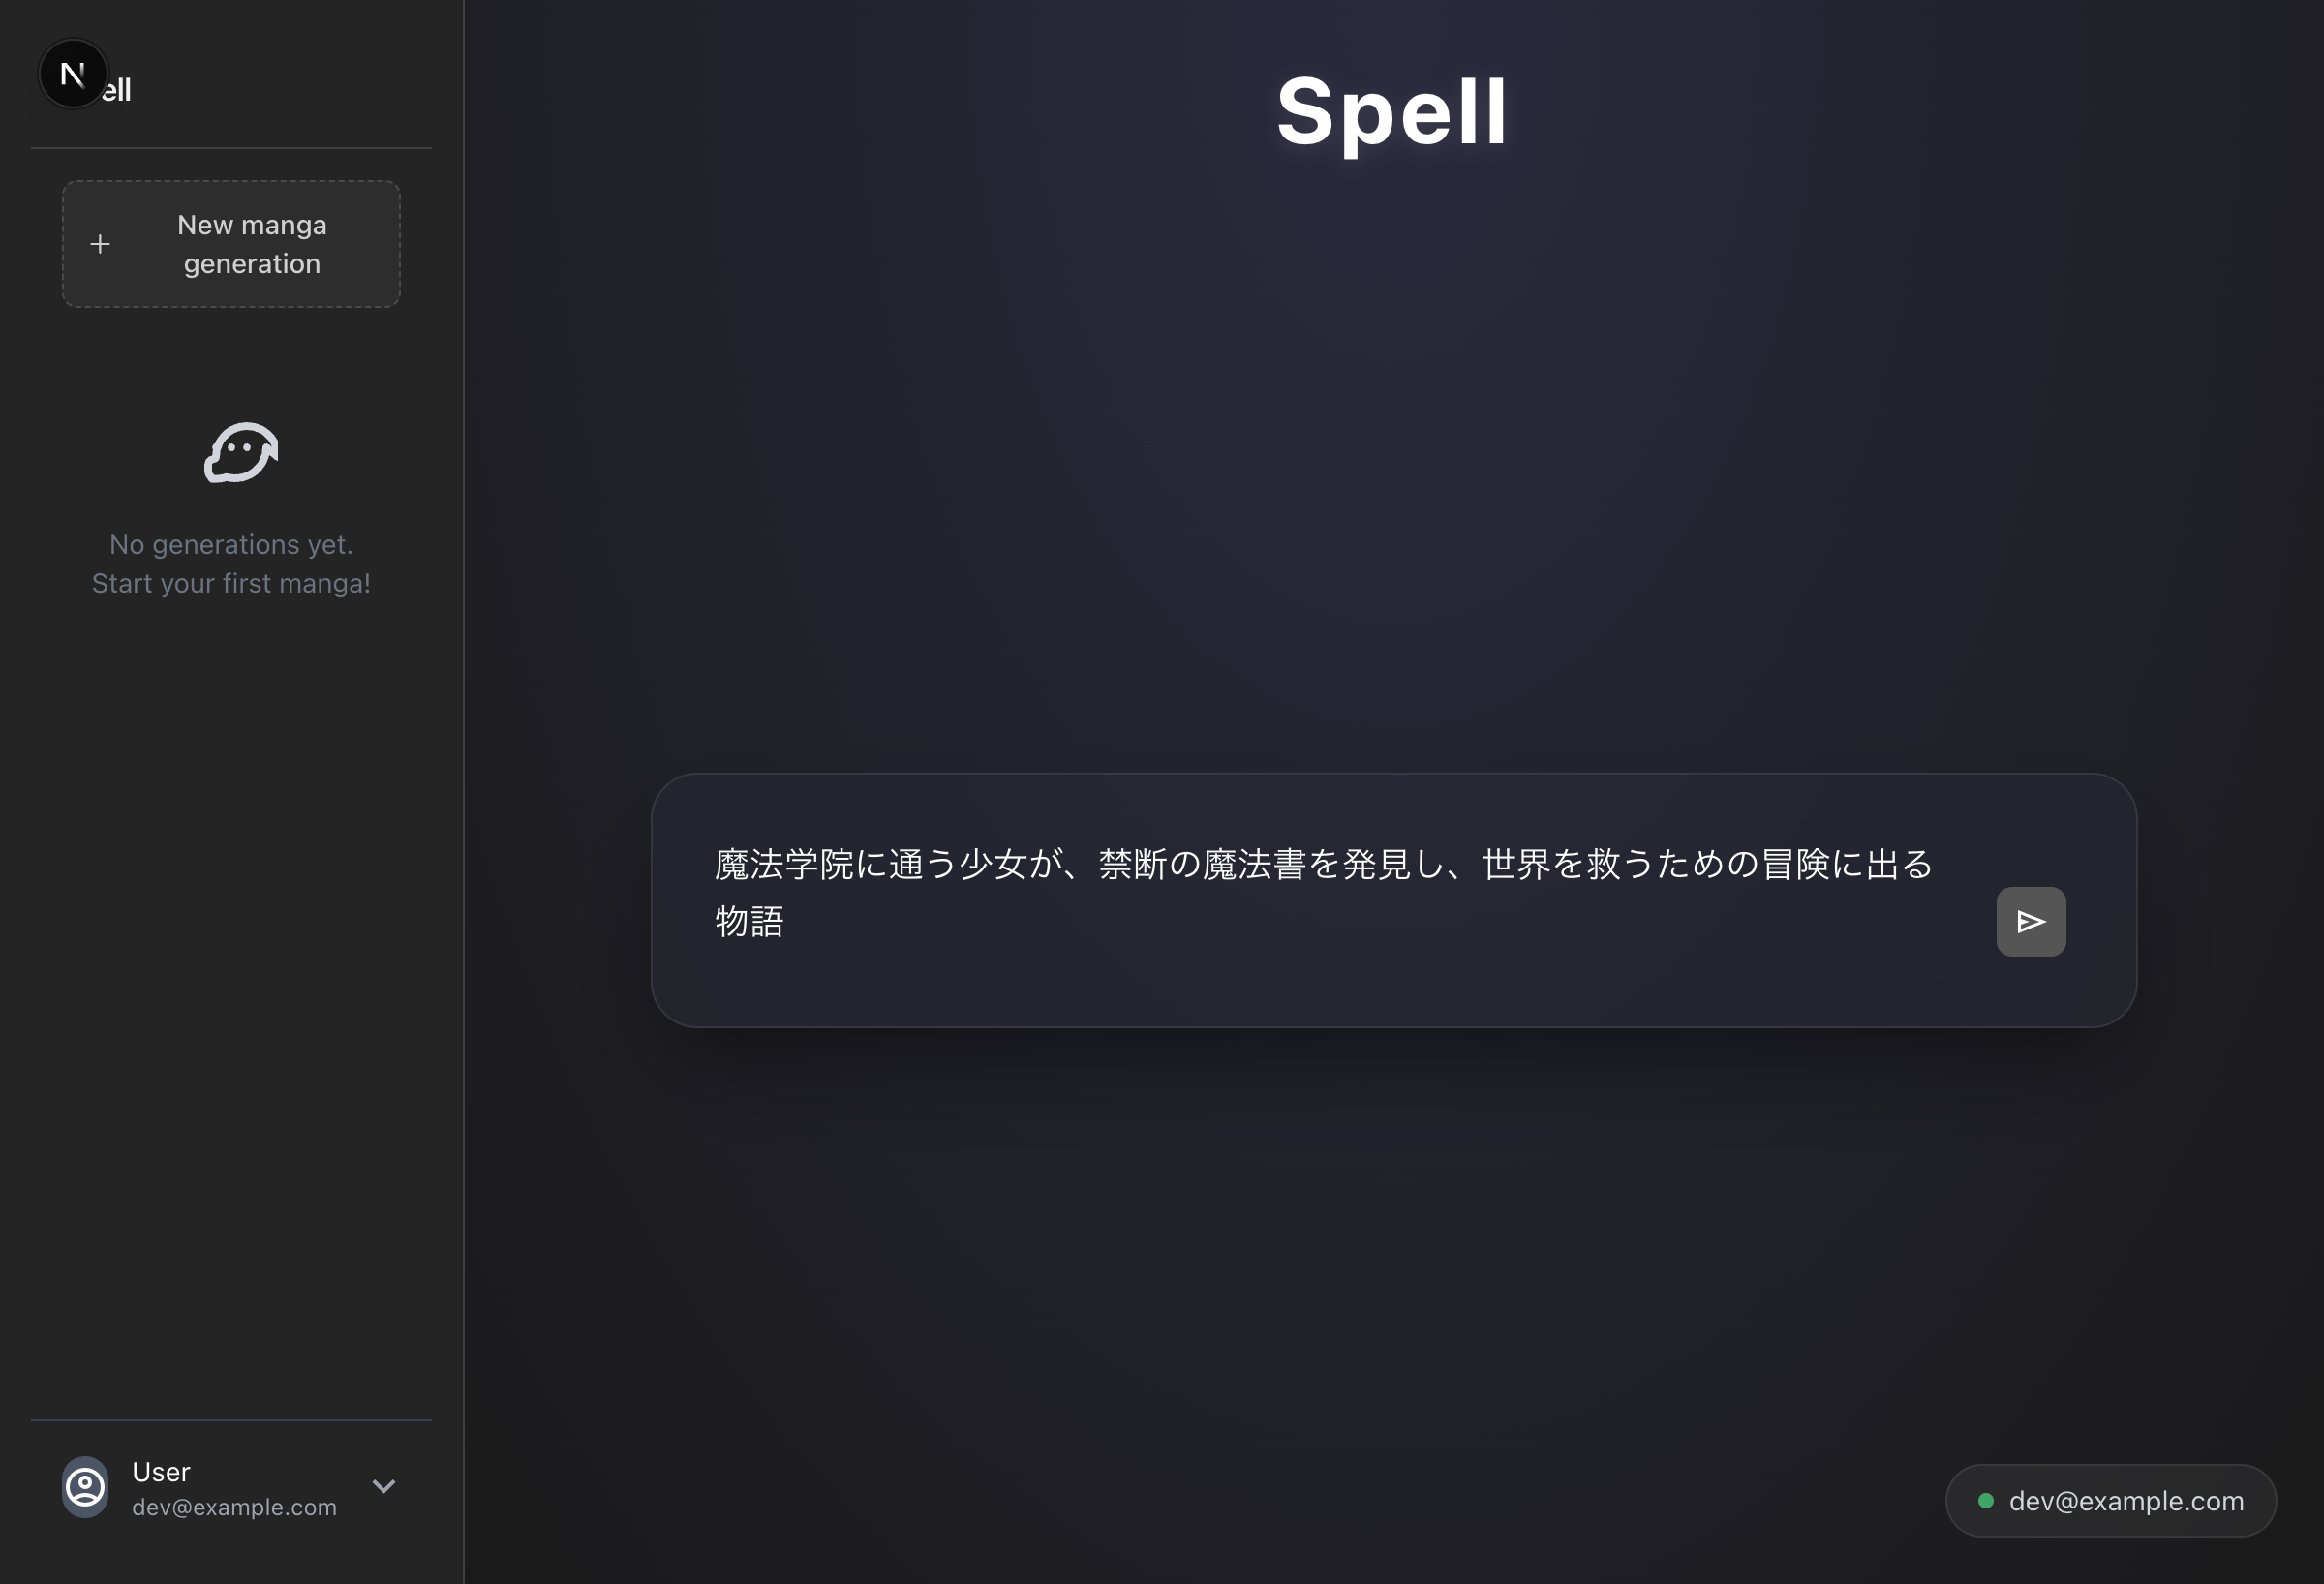 N
ell
New manga
generation
No generations yet.
Start your first manga!
User
dev@example.com
Spell
魔法学院に通う少女が、禁断の魔法書を発見し、世界を救うための冒険に出る
物語
dev@example.com